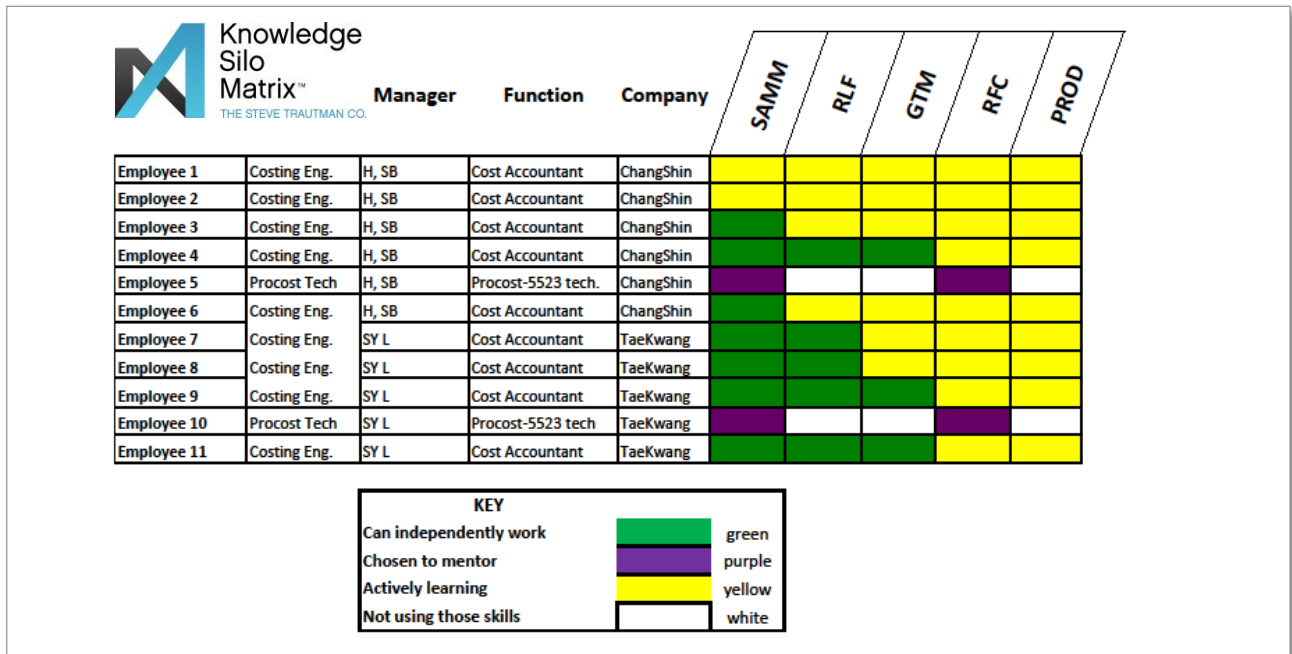 Knowledge
Silo
Matrix™
THE STEVE TRAUTMAN CO.
Manager Function Company SAMM RLF GTM RFC PROD
Employee 1 Costing Eng. H, SB Cost Accountant ChangShin
Employee 2 Costing Eng. H, SB Cost Accountant ChangShin
Employee 3 Costing Eng. H, SB Cost Accountant ChangShin
Employee 4 Costing Eng. H, SB Cost Accountant ChangShin
Employee 5 Procost Tech H, SB Procost-5523 tech. ChangShin
Employee 6 Costing Eng. H, SB Cost Accountant ChangShin
Employee 7 Costing Eng. SY L Cost Accountant TaeKwang
Employee 8 Costing Eng. SY L Cost Accountant TaeKwang
Employee 9 Costing Eng. SY L Cost Accountant TaeKwang
Employee 10 Procost Tech SY L Procost-5523 tech TaeKwang
Employee 11 Costing Eng. SY L Cost Accountant TaeKwang
KEY
Can independently work green
Chosen to mentor purple
Actively learning yellow
Not using those skills white